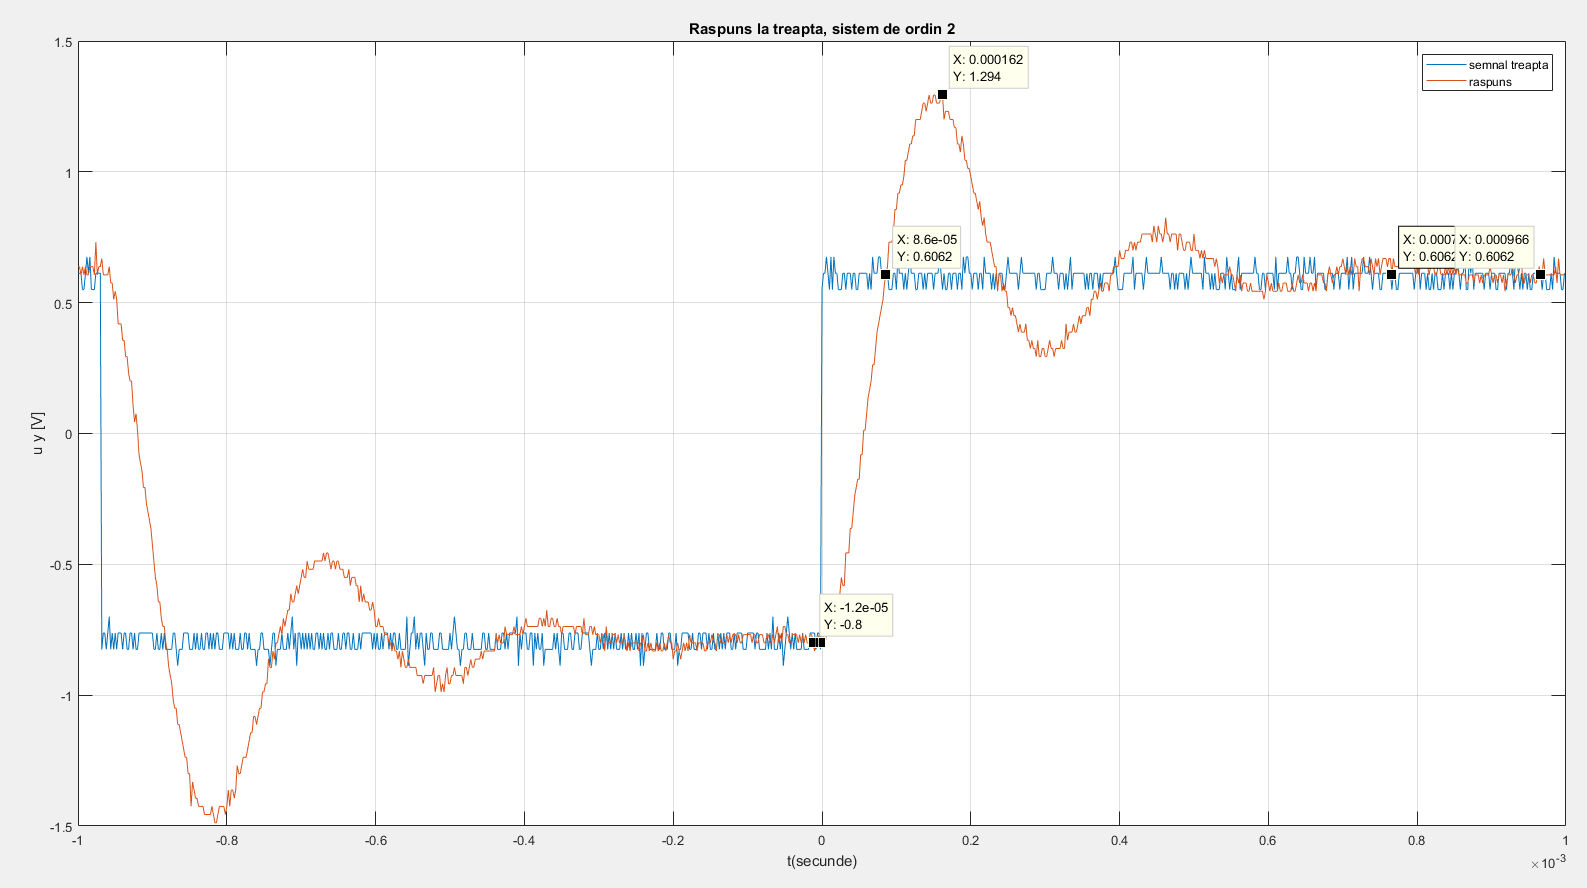 Raspuns la treapta, sistem de ordin 2
1.5
X: 0.000162
Y: 1.294
semnal treapta
raspuns
1
X: 8.6e-05
Y: 0.6062
X: 0.0007
Y: 0.6062
X: 0.000966
Y: 0.6062
0.5
u y [V]
0
-0.5
X: -1.2e-05
Y: -0.8
-1
-1.5
-1 -0.8 -0.6 -0.4 -0.2 0 0.2 0.4 0.6 0.8 1
t(secunde)
×10-3